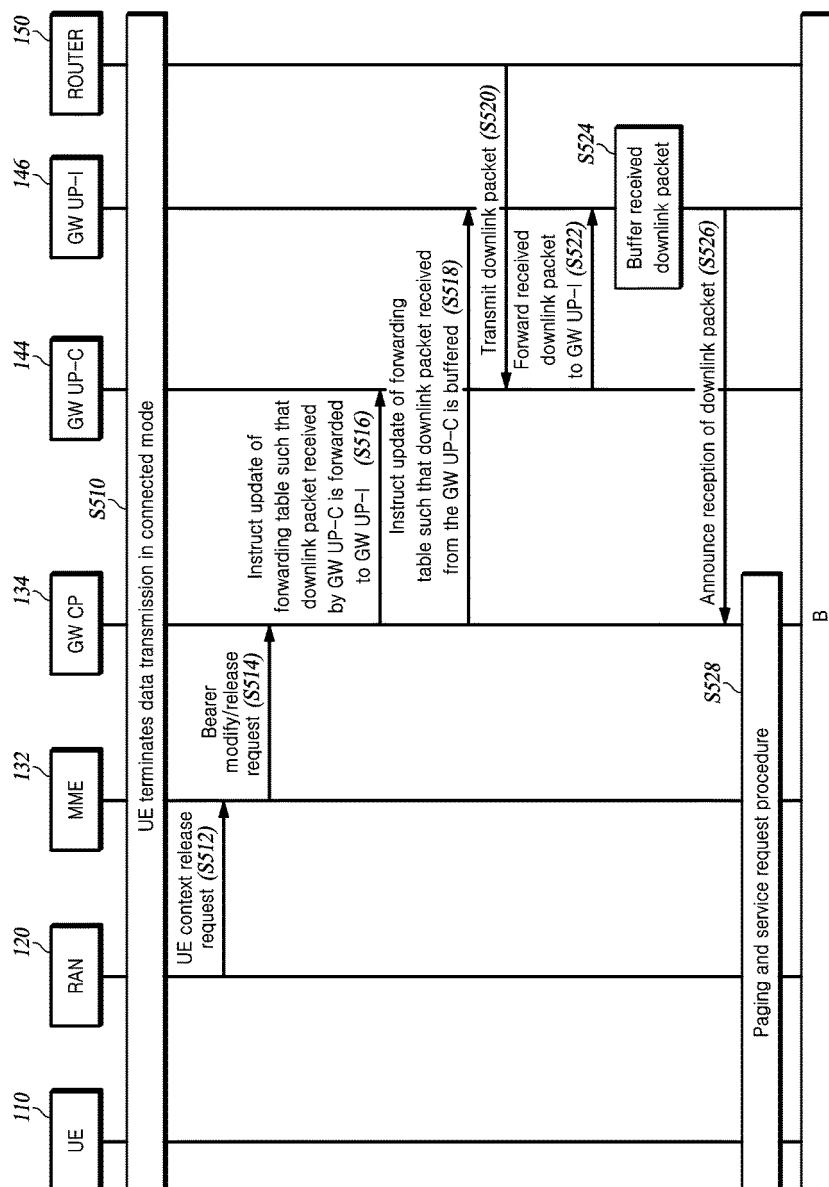 110
UE
120
RAN
132
MME
134
GW CP
144
GW UP-C
146
GW UP-I
150
ROUTER
S510
UE terminates data transmission in connected mode
UE context release
request (S512)
Bearer
modify/release
request (S514)
Instruct update of
forwarding table such that
downlink packet received
by GW UP-C is forwarded
to GW UP-I (S516)
Instruct update of forwarding
table such that downlink packet received
from the GW UP-C is buffered (S518)
Transmit downlink packet (S520)
Forward received
downlink packet
to GW UP-I (S522)
S524
Buffer received
downlink packet
Announce reception of downlink packet (S526)
S528
Paging and service request procedure
B